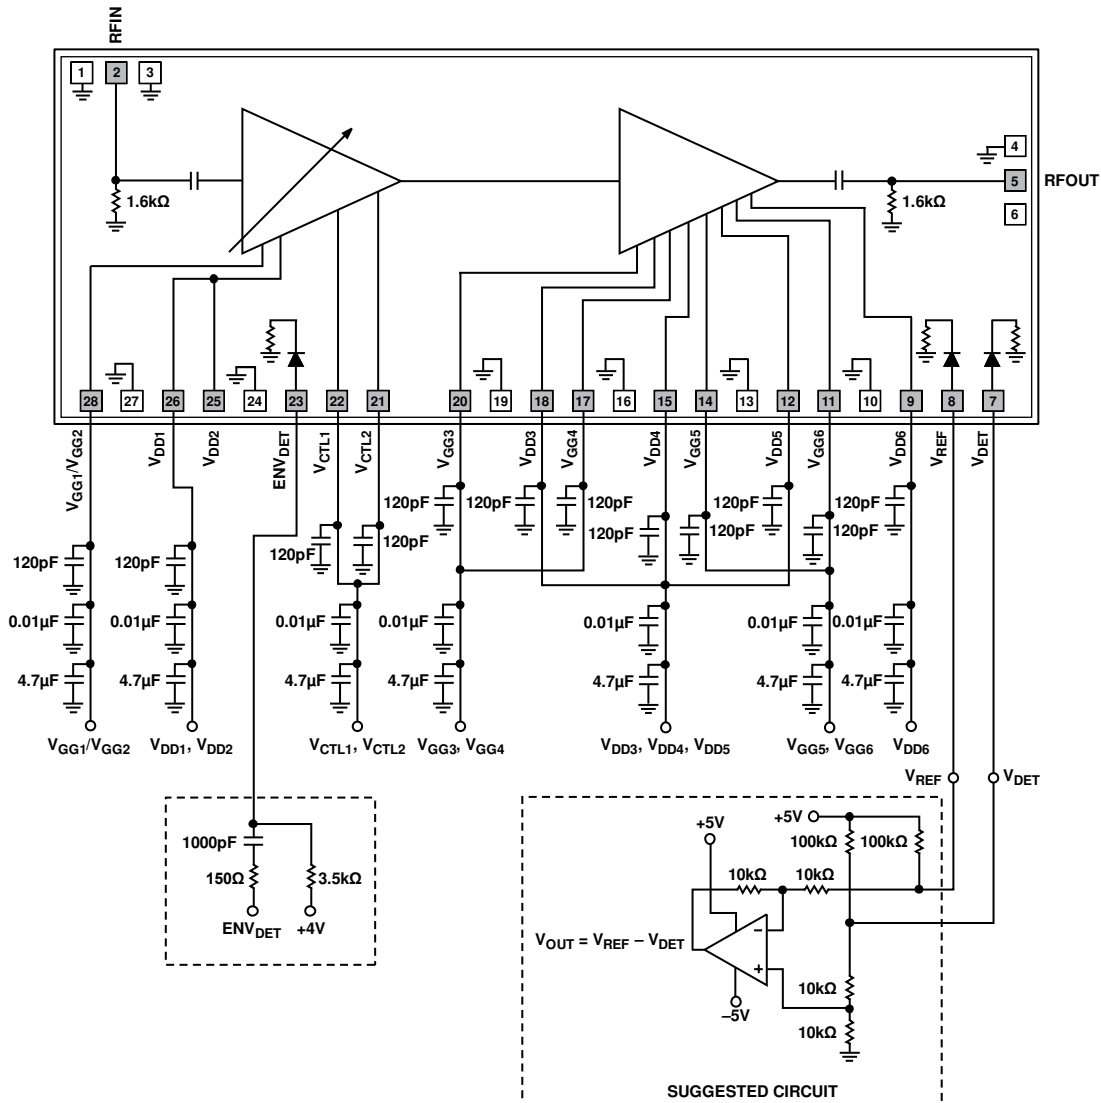 RFIN
1 2 3
4
1.6kΩ
5 RFOUT
1.6kΩ
6
28 27 26 25 24 23 22 21 20 19 18 17 16 15 14 13 12 11 10 9 8 7
VGG1/VGG2 VDD1 VDD2 ENVDET VCTL1 VCTL2 VGG3 VDD3 VGG4 VDD4 VGG5 VDD5 VGG6 VDD6 VREF VDET
120pF 120pF 120pF 120pF 120pF
120pF 120pF 120pF 120pF 120pF
120pF 120pF
120pF 120pF
0.01µF 0.01µF 0.01µF 0.01µF 0.01µF 0.01µF 0.01µF
4.7µF 4.7µF 4.7µF 4.7µF 4.7µF 4.7µF 4.7µF
VGG1/VGG2 VDD1, VDD2 VCTL1, VCTL2 VGG3, VGG4 VDD3, VDD4, VDD5 VGG5, VGG6 VDD6
VREF VDET
1000pF
150Ω 3.5kΩ
ENVDET +4V
+5V +5V
100kΩ 100kΩ
10kΩ 10kΩ
–
VOUT = VREF – VDET
+
10kΩ
–5V
10kΩ
SUGGESTED CIRCUIT